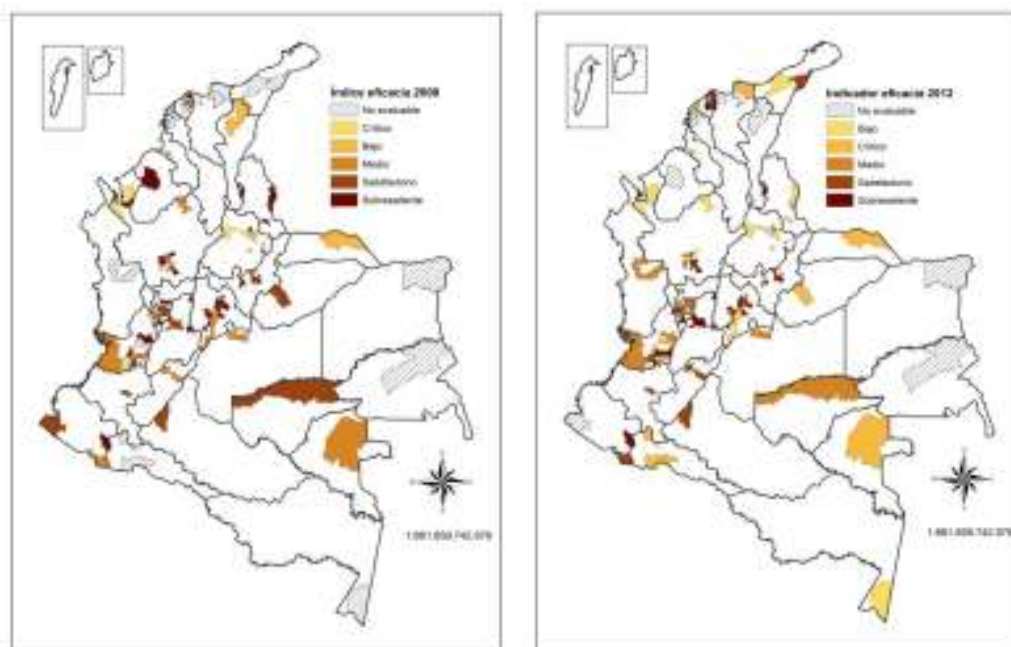 Índice eficacia 2009
No evaluable
Crítico
Bajo
Medio
Satisfactorio
Sobresaliente
Indicador eficacia 2012
No evaluable
Bajo
Crítico
Medio
Satisfactorio
Sobresaliente